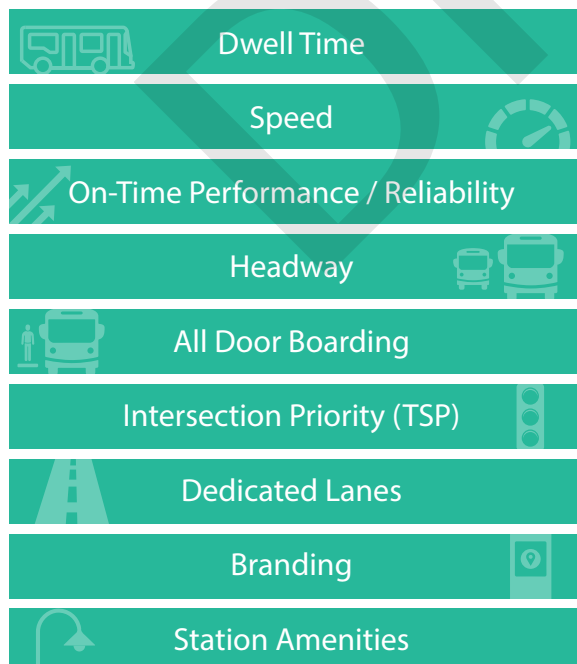 Dwell Time
Speed
On-Time Performance / Reliability
Headway
All Door Boarding
Intersection Priority (TSP)
Dedicated Lanes
Branding
Station Amenities